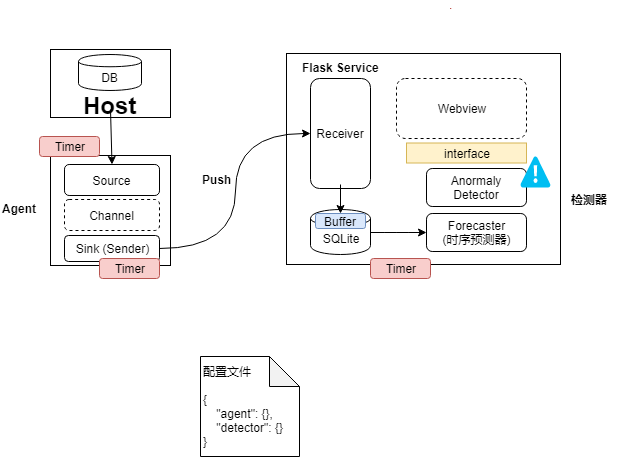 DB
Host
Timer
Source
Channel
Sink (Sender)
Timer
Agent
Push
Flask Service
Receiver
Buffer
SQLite
Webview
interface
Anormaly
Detector
Forecaster
(时序预测器)
Timer
检测器
配置文件
{
"agent": {},
"detector": {}
}